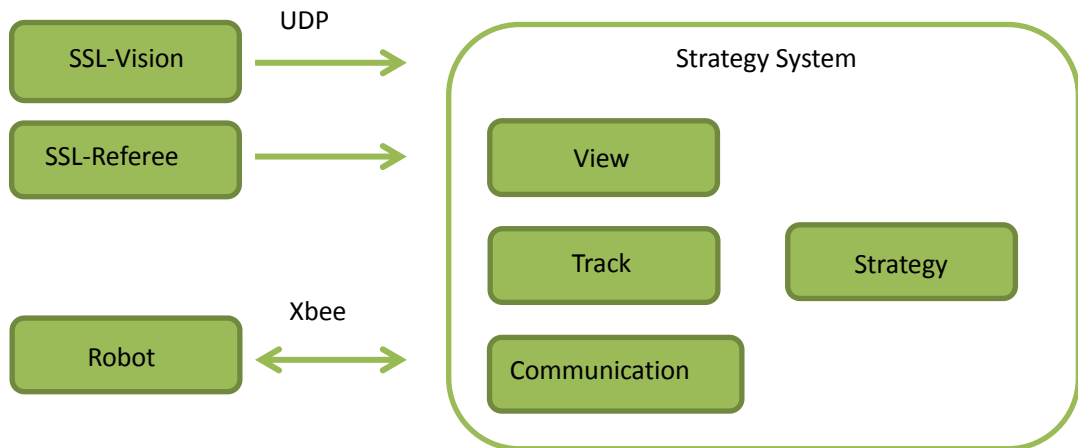 UDP
SSL-Vision
SSL-Referee
Xbee
Robot
Strategy System
View
Track
Strategy
Communication